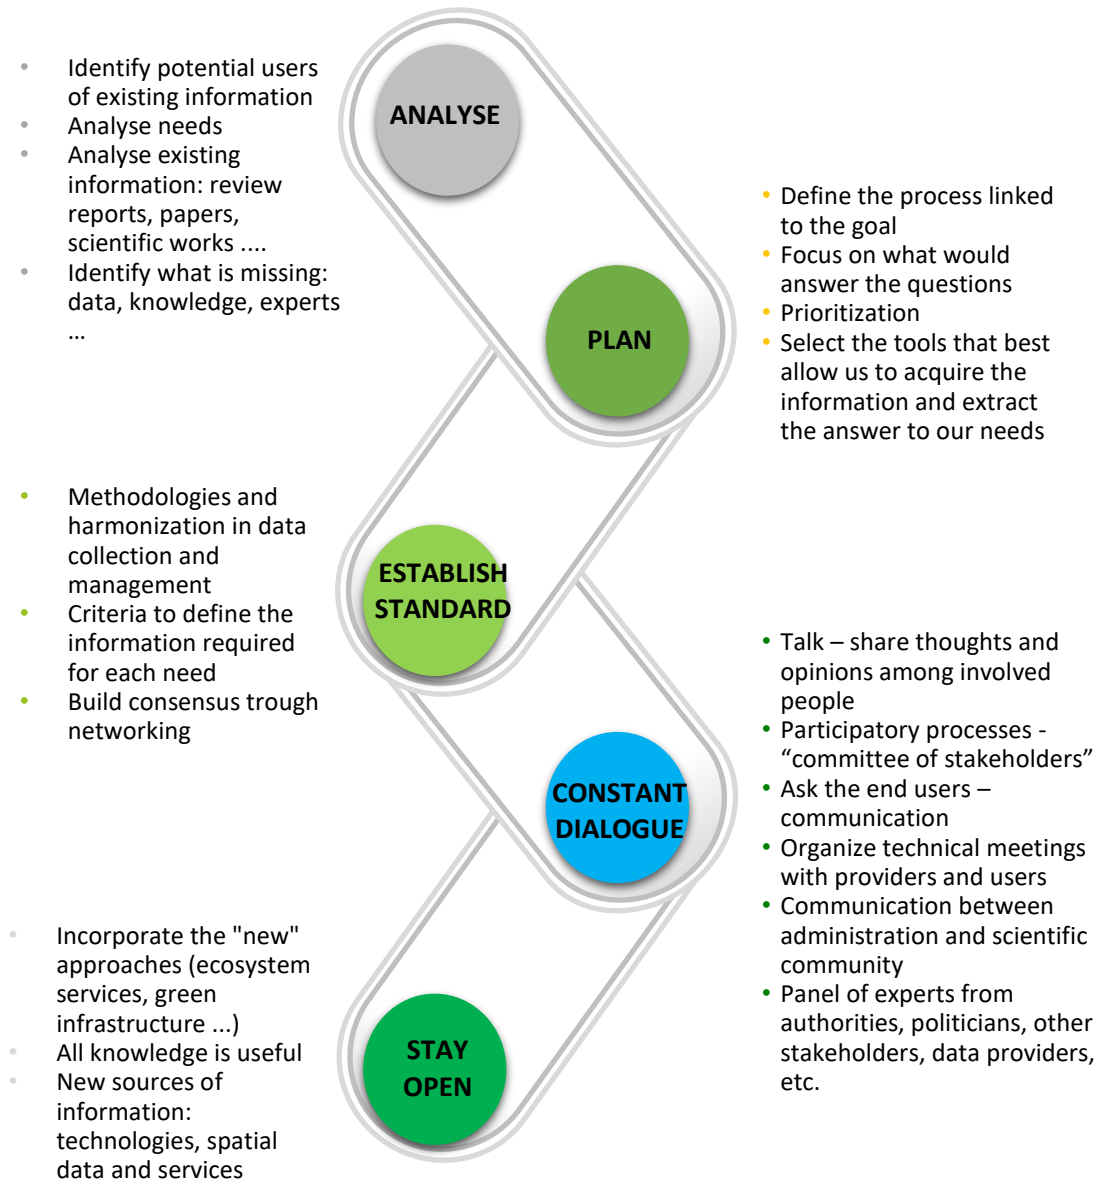 ANALYSE
• Identify potential users
of existing information
• Analyse needs
• Analyse existing
information: review
reports, papers,
scientific works ....
• Identify what is missing:
data, knowledge, experts
...
PLAN
• Define the process linked
to the goal
• Focus on what would
answer the questions
• Prioritization
• Select the tools that best
allow us to acquire the
information and extract
the answer to our needs
ESTABLISH
STANDARD
• Methodologies and
harmonization in data
collection and
management
• Criteria to define the
information required
for each need
• Build consensus trough
networking
CONSTANT
DIALOGUE
• Talk – share thoughts and
opinions among involved
people
• Participatory processes -
“committee of stakeholders”
• Ask the end users –
communication
• Organize technical meetings
with providers and users
• Communication between
administration and scientific
community
• Panel of experts from
authorities, politicians, other
stakeholders, data providers,
etc.
STAY
OPEN
• Incorporate the "new"
approaches (ecosystem
services, green
infrastructure ...)
• All knowledge is useful
• New sources of
information:
technologies, spatial
data and services